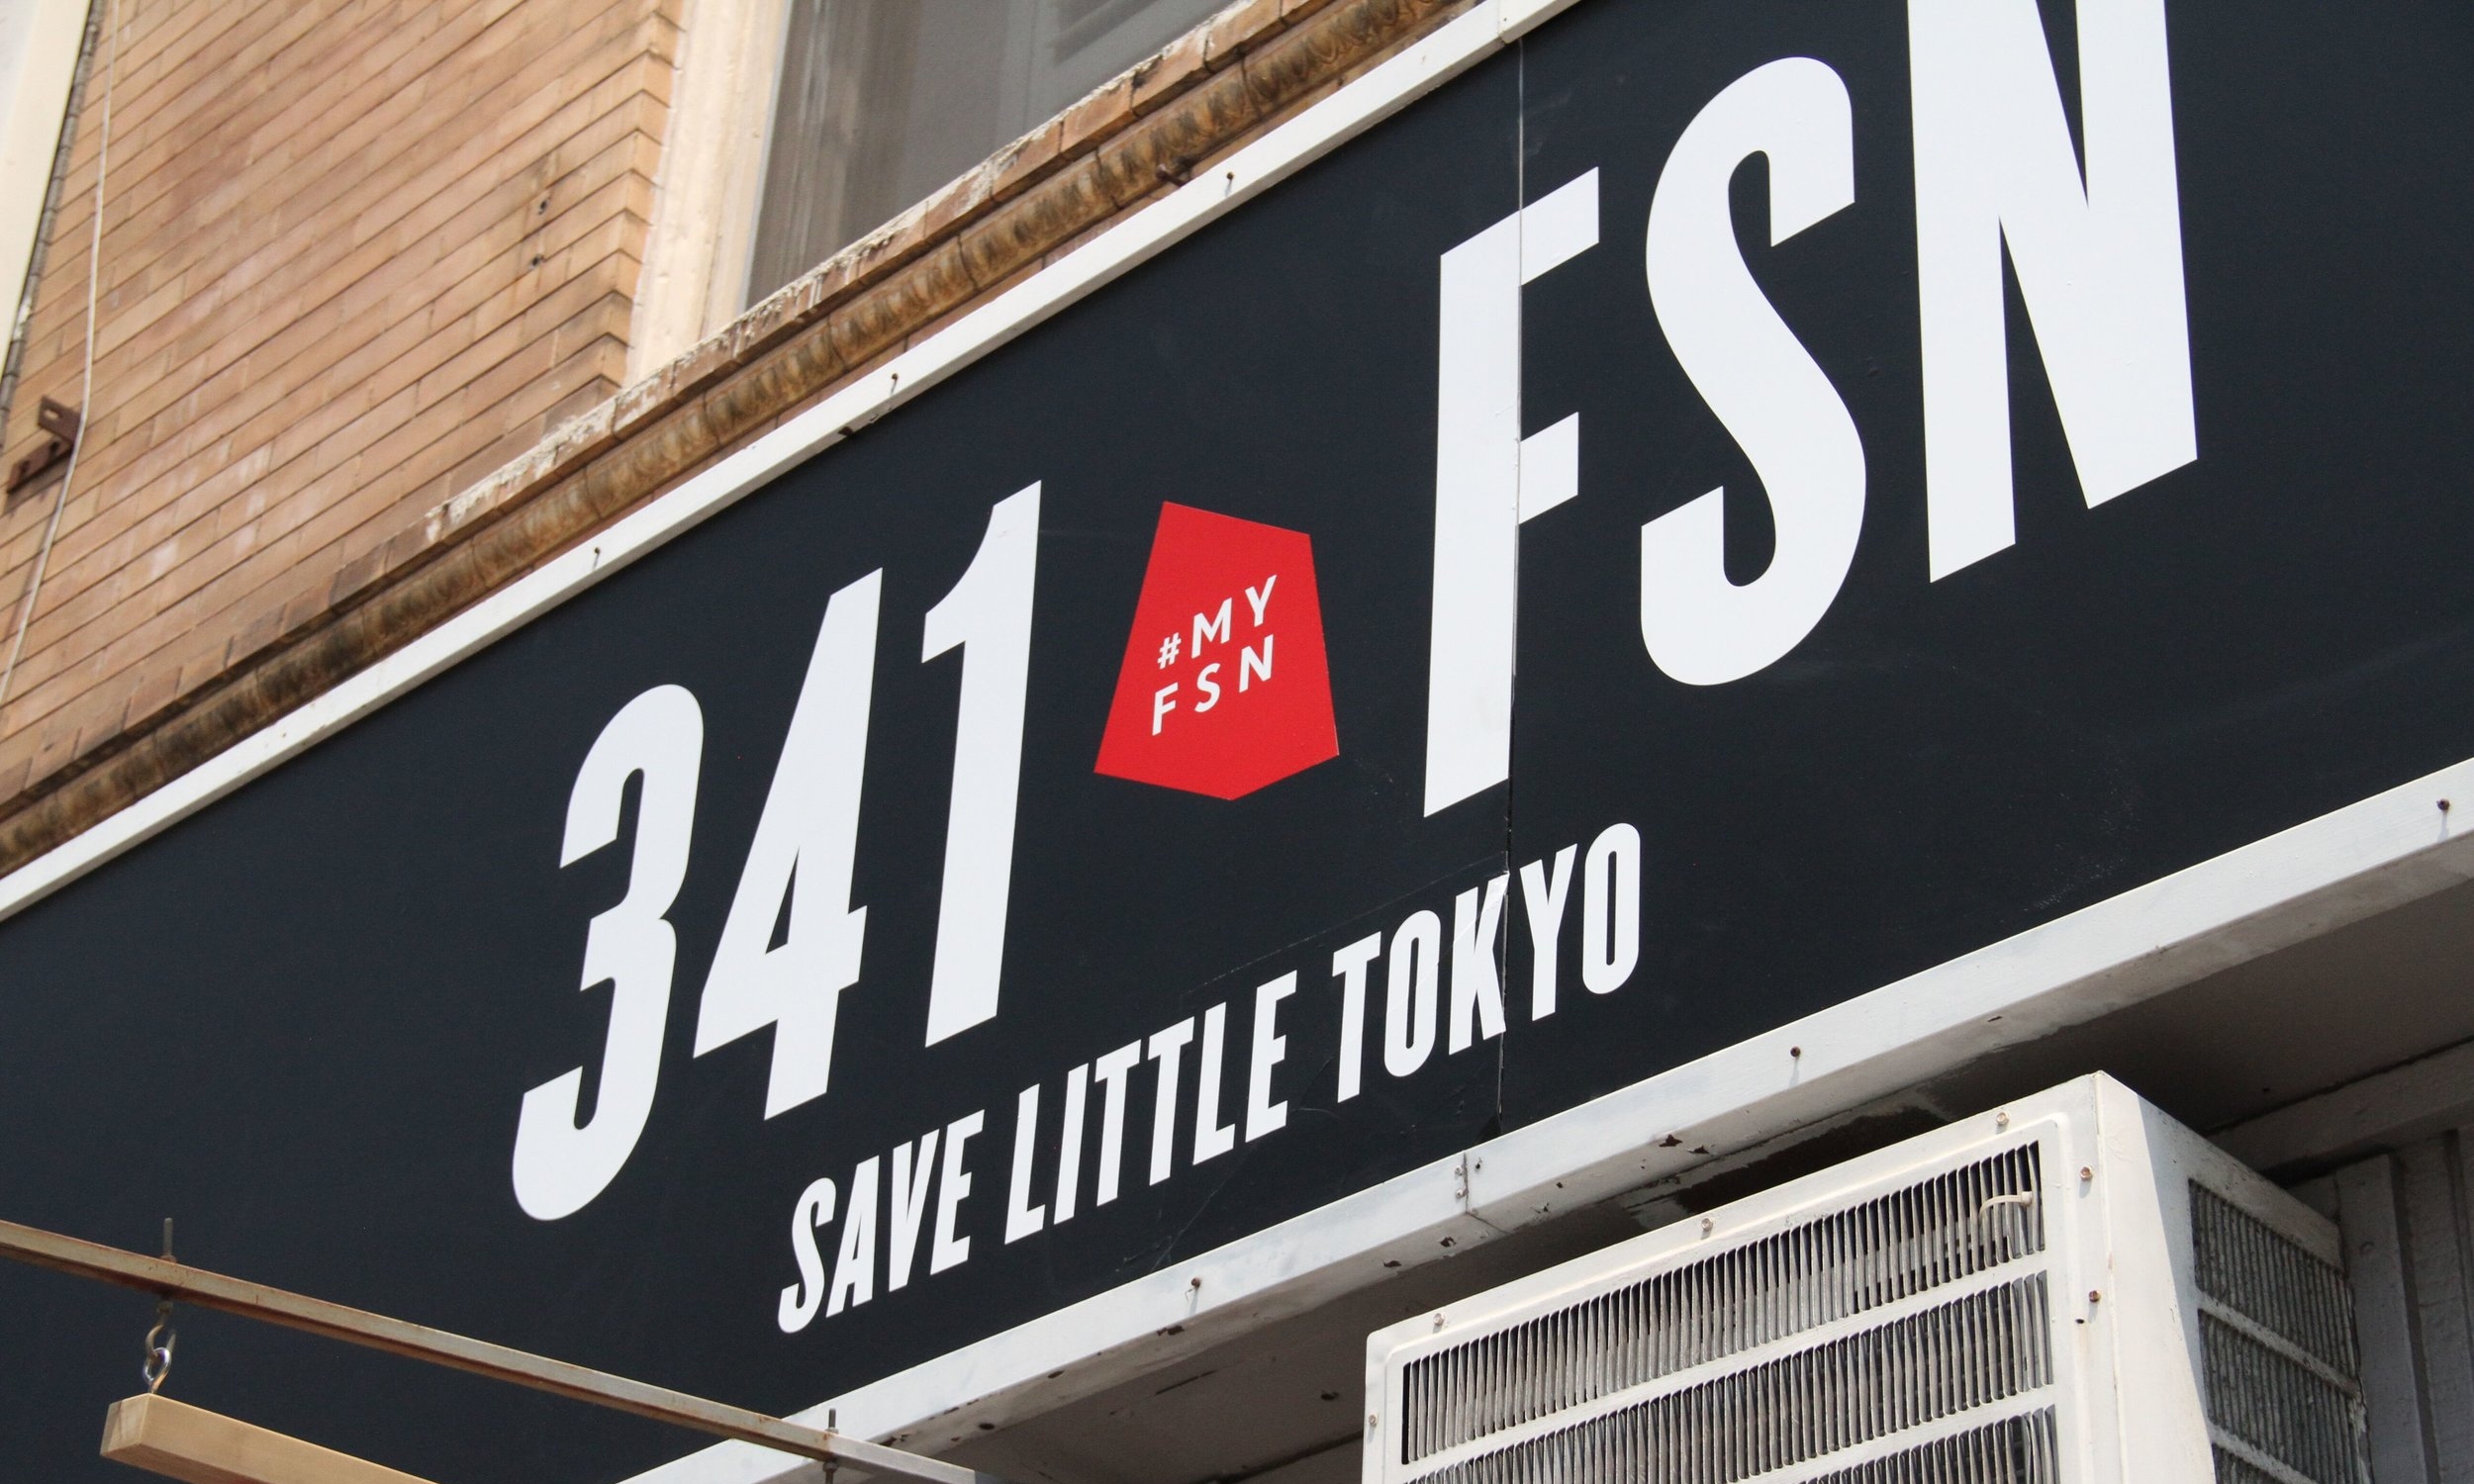 341 FSN
#MY
FSN
SAVE LITTLE TOKYO